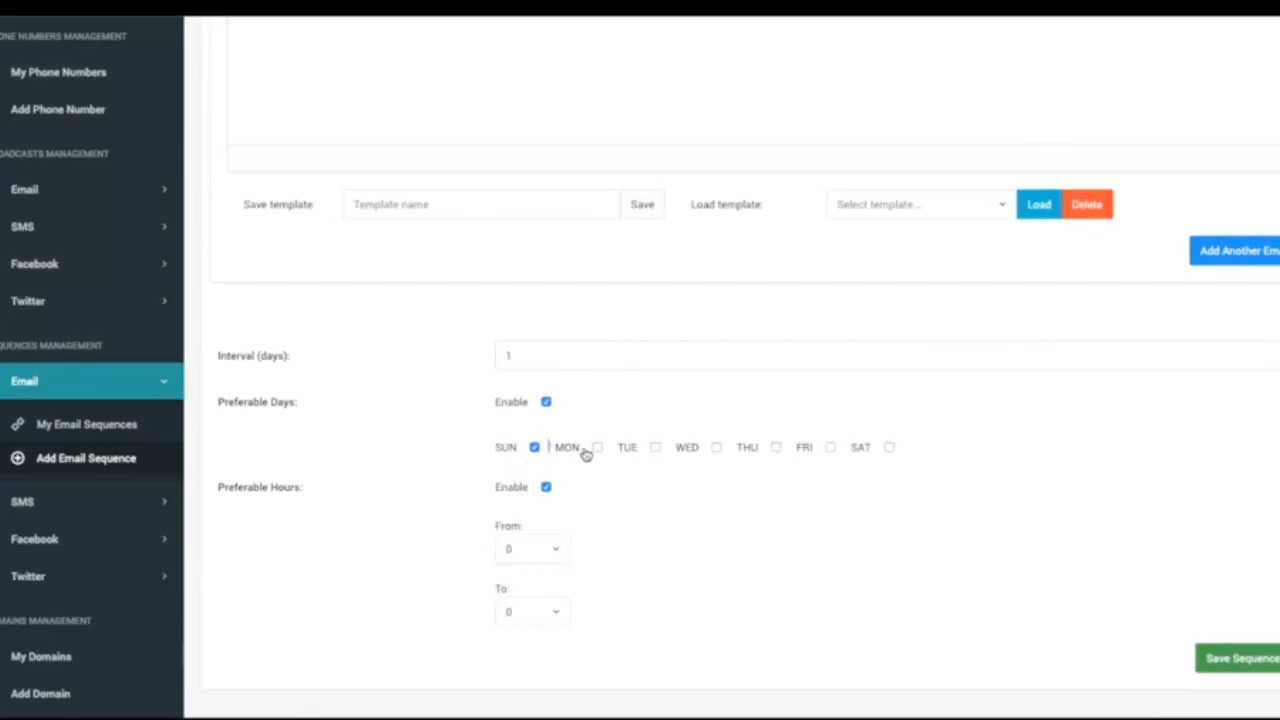 ONE NUMBERS MANAGEMENT
My Phone Numbers
Add Phone Number
OADCASTS MANAGEMENT
Email
SMS
Facebook
Twitter
QUENCES MANAGEMENT
Email
My Email Sequences
Add Email Sequence
SMS
Facebook
Twitter
MAINS MANAGEMENT
My Domains
Add Domain
Save template
Template name
Save
Load template:
Select template...
Load
Delete
Add Another Em
Interval (days):
1
Preferable Days:
Enable
SUN MON TUE WED THU FRI SAT
Preferable Hours:
Enable
From:
0
To:
0
Save Sequence